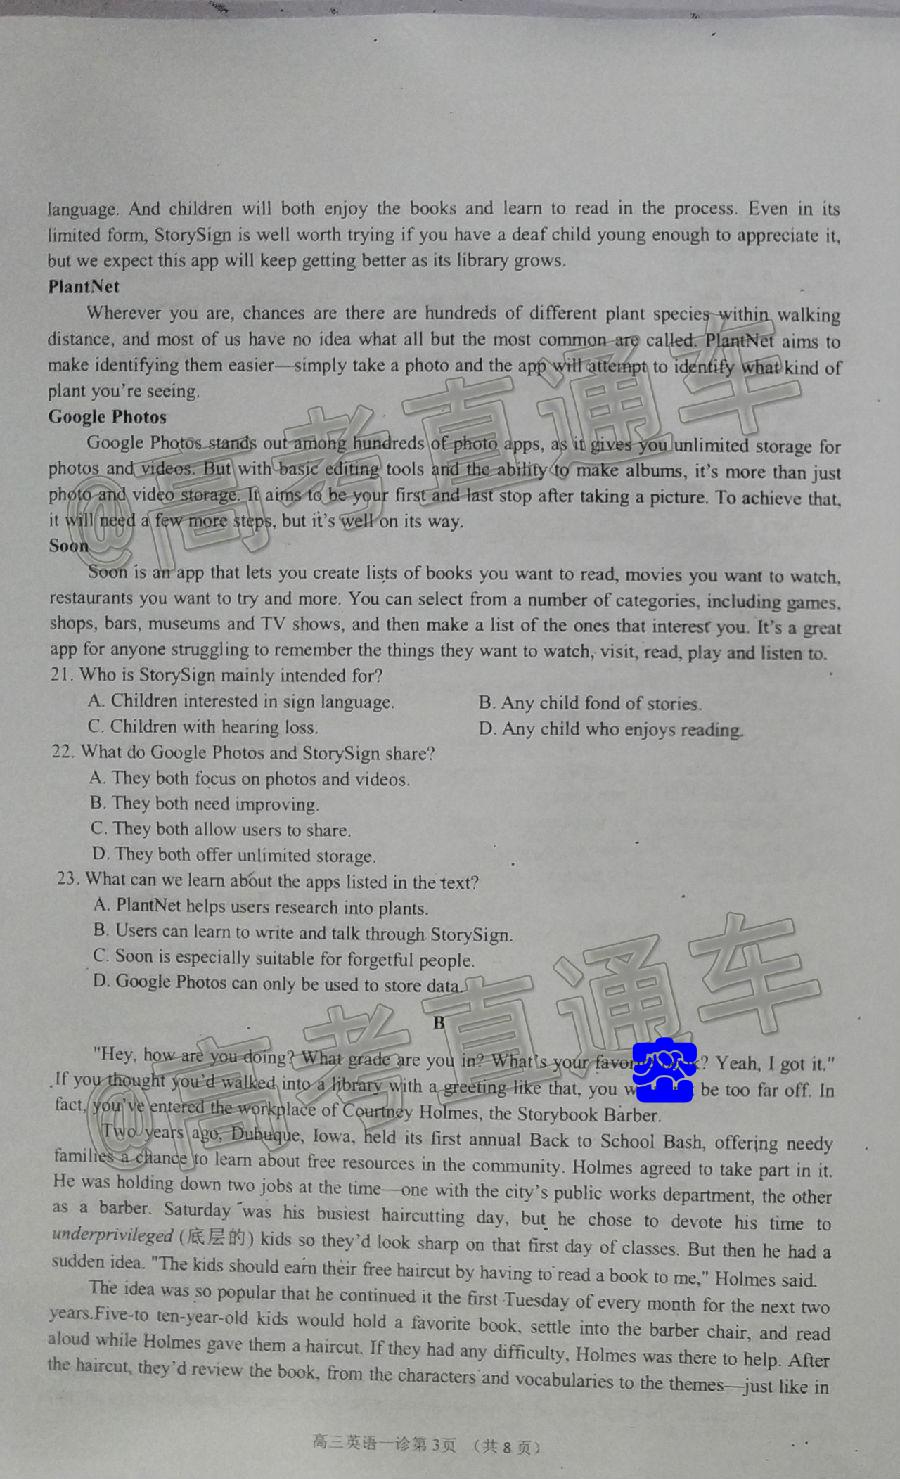 language. And children will both enjoy the books and learn to read in the process. Even in its
limited form, StorySign is well worth trying if you have a deaf child young enough to appreciate it,
but we expect this app will keep getting better as its library grows.
PlantNet
Wherever you are, chances are there are hundreds of different plant species within walking
distance, and most of us have no idea what all but the most common are called. PlantNet aims to
make identifying them easier—simply take a photo and the app will attempt to identify what kind of
plant you're seeing.
Google Photos
Google Photos stands out among hundreds of photo apps, as it gives you unlimited storage for
photos and videos. But with basic editing tools and the ability to make albums, it's more than just
photo and video storage. It aims to be your first and last stop after taking a picture. To achieve that,
it will need a few more steps, but it's well on its way.
Soon
Soon is an app that lets you create lists of books you want to read, movies you want to watch,
restaurants you want to try and more. You can select from a number of categories, including games,
shops, bars, museums and TV shows, and then make a list of the ones that interest you. It's a great
app for anyone struggling to remember the things they want to watch, visit, read, play and listen to.
21. Who is StorySign mainly intended for?
A. Children interested in sign language. B. Any child fond of stories.
C. Children with hearing loss. D. Any child who enjoys reading.
22. What do Google Photos and StorySign share?
A. They both focus on photos and videos.
B. They both need improving.
C. They both allow users to share.
D. They both offer unlimited storage.
23. What can we learn about the apps listed in the text?
A. PlantNet helps users research into plants.
B. Users can learn to write and talk through StorySign.
C. Soon is especially suitable for forgetful people.
D. Google Photos can only be used to store data.
@高考直通车
@高考直通车
B
"Hey, how are you doing? What grade are you in? What's your ? Yeah, I got it."
If you thought you'd walked into a library with a greeting like that, you be too far off. In
fact, you've entered the workplace of Courtney Holmes, the Storybook Barber.
Two years ago, Dubuque, Iowa, held its first annual Back to School Bash, offering needy
families a chance to learn about free resources in the community. Holmes agreed to take part in it.
He was holding down two jobs at the time—one with the city's public works department, the other
as a barber. Saturday was his busiest haircutting day, but he chose to devote his time to
underprivileged (底层的) kids so they'd look sharp on that first day of classes. But then he had a
sudden idea. "The kids should earn their free haircut by having to read a book to me," Holmes said.
The idea was so popular that he continued it the first Tuesday of every month for the next two
years.Five-to ten-year-old kids would hold a favorite book, settle into the barber chair, and read
aloud while Holmes gave them a haircut. If they had any difficulty, Holmes was there to help. After
the haircut, they'd review the book, from the characters and vocabularies to the themes—just like in
高三英语一诊第3页 （共8页）